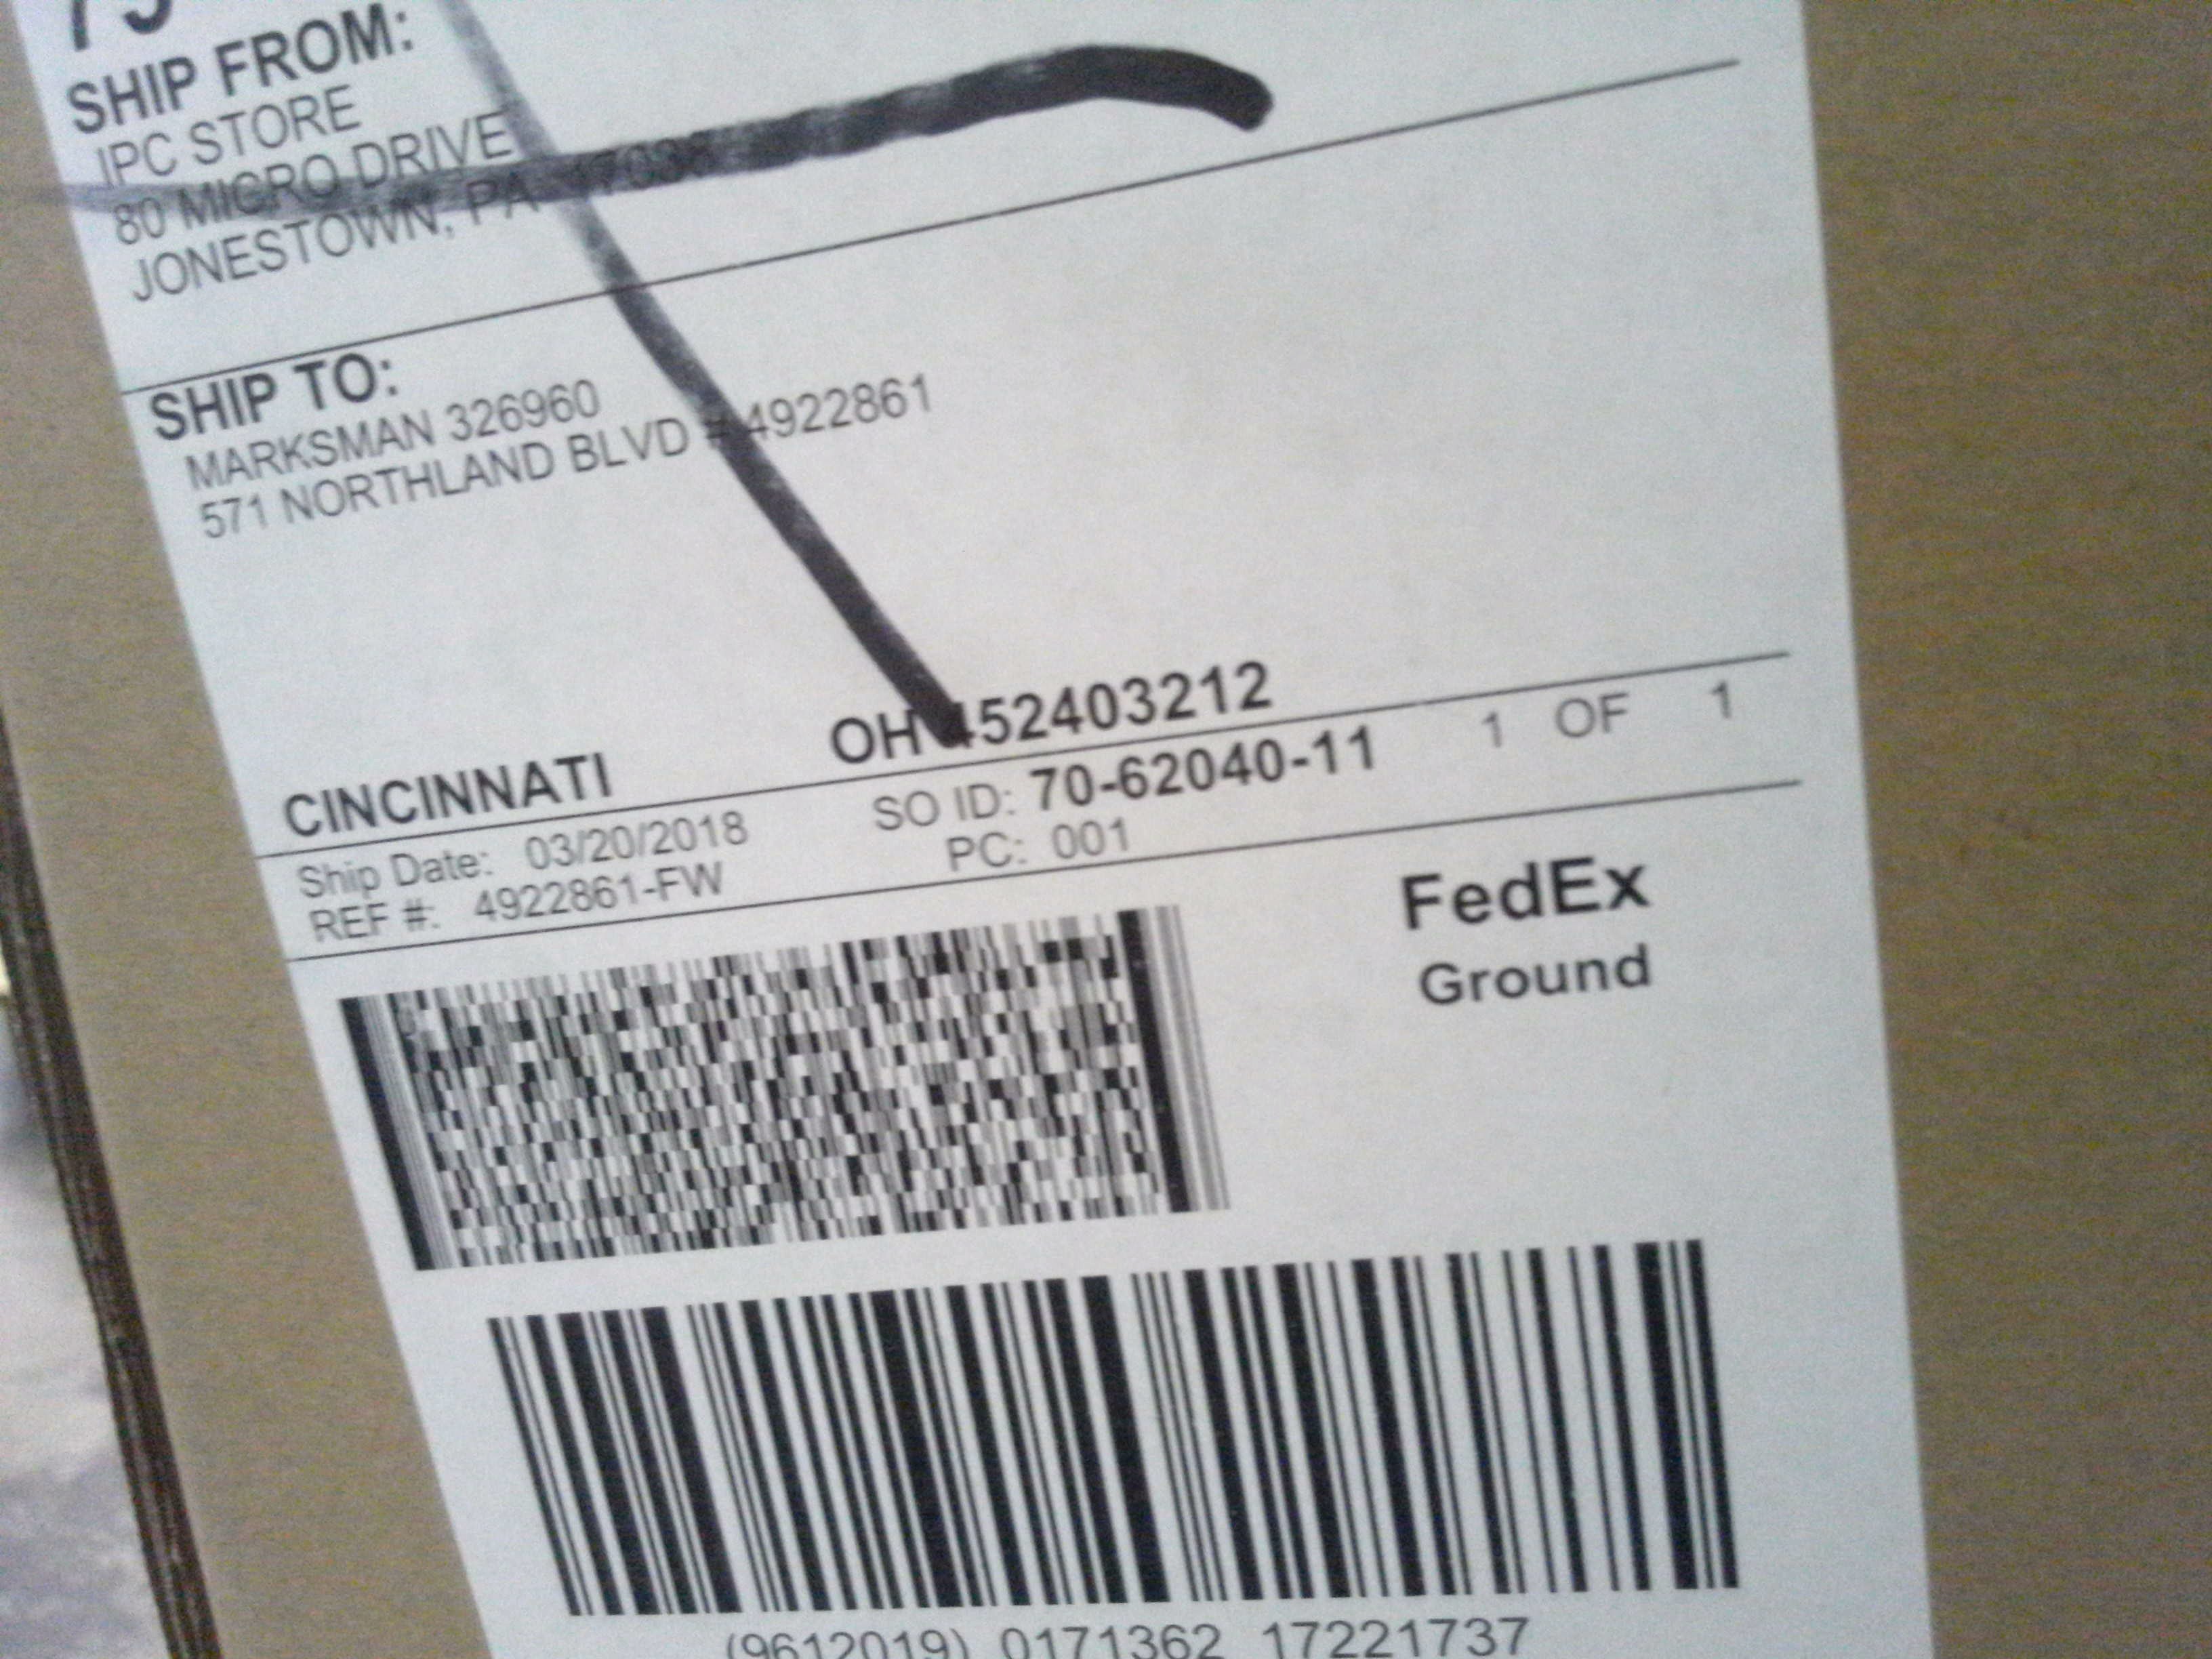 75
SHIP FROM:
IPC STORE
80 MICRO DRIVE
JONESTOWN, PA 17038
SHIP TO:
MARKSMAN 326960
571 NORTHLAND BLVD # 4922861
CINCINNATI OH 452403212
Ship Date: 03/20/2018 SO ID: 70-62040-11 1 OF 1
REF #: 4922861-FW PC: 001
FedEx
Ground
(9612019) 0171362 17221737